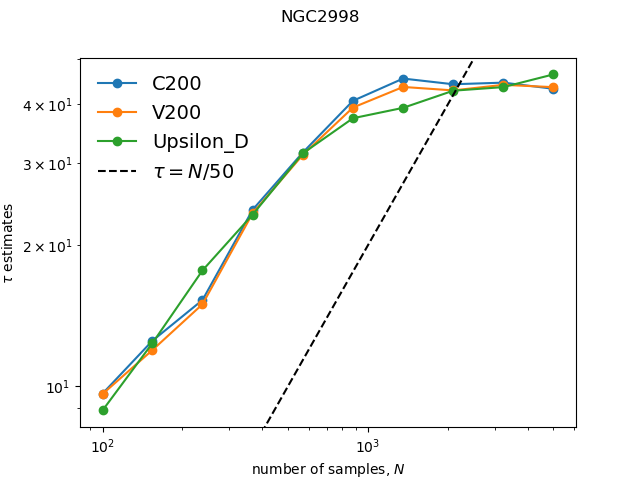 NGC2998
C200
V200
Upsilon_D
τ = N/50
4 × 10¹
3 × 10¹
2 × 10¹
10¹
τ estimates
10² 10³
number of samples, N